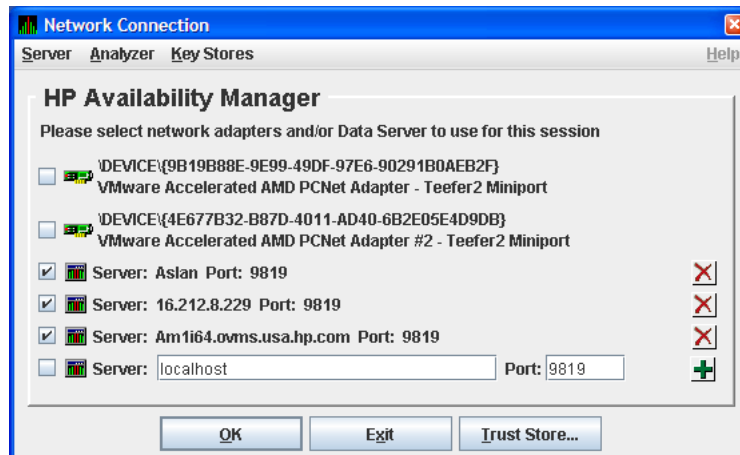 Network Connection
Server Analyzer Key Stores Help
HP Availability Manager
Please select network adapters and/or Data Server to use for this session
\DEVICE\{9B19B88E-9E99-49DF-97E6-90291B0AEB2F}
VMware Accelerated AMD PCNet Adapter - Teefer2 Miniport
\DEVICE\{4E677B32-B87D-4011-AD40-6B2E05E4D9DB}
VMware Accelerated AMD PCNet Adapter #2 - Teefer2 Miniport
Server: Aslan Port: 9819
Server: 16.212.8.229 Port: 9819
Server: Am1i64.ovms.usa.hp.com Port: 9819
Server: localhost Port: 9819
OK Exit Trust Store...